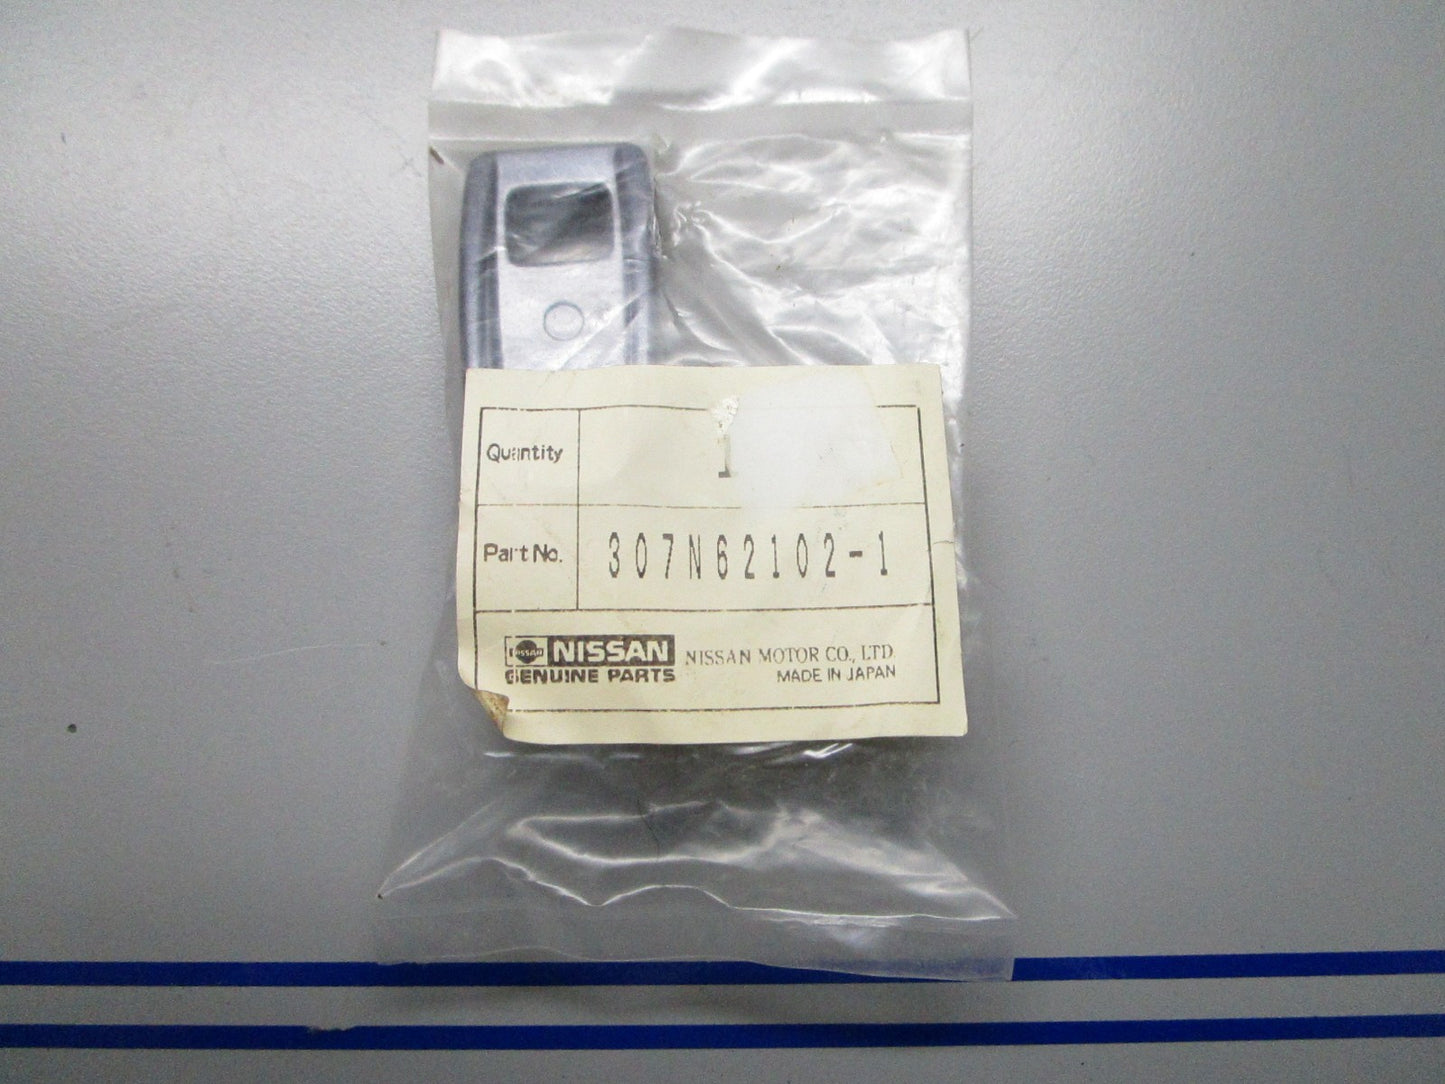 Quantity 1
Part No. 307N62102-1
NISSAN NISSAN NISSAN MOTOR CO., LTD.
GENUINE PARTS MADE IN JAPAN